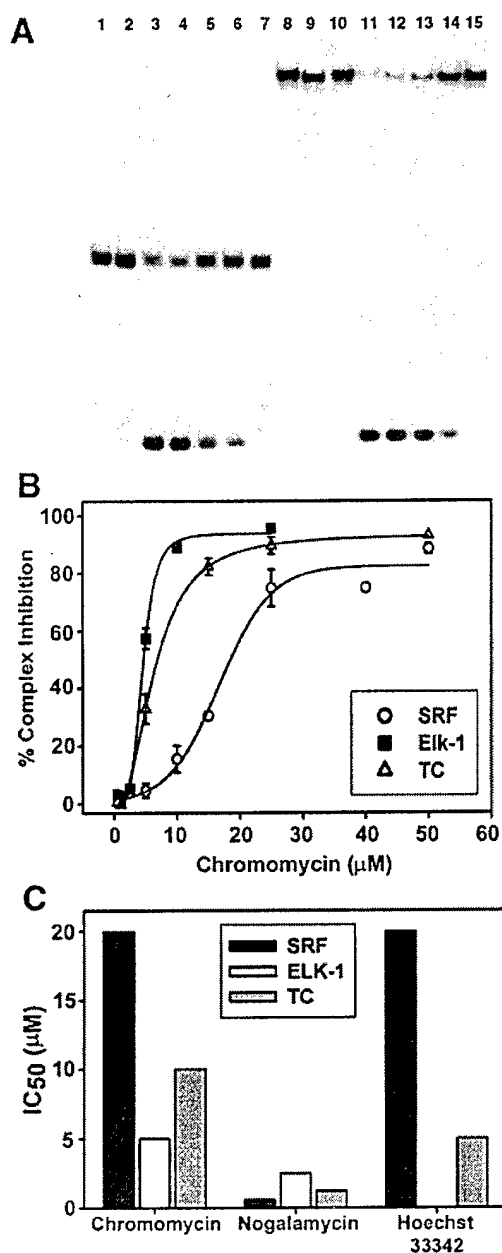 A
1 2 3 4 5 6 7 8 9 10 11 12 13 14 15
B
% Complex Inhibition
100
80
60
40
20
0
SRF
Elk-1
TC
0 10 20 30 40 50 60
Chromomycin (μM)
C
IC50 (μM)
20
15
10
5
0
SRF
ELK-1
TC
Chromomycin Nogalamycin Hoechst
33342